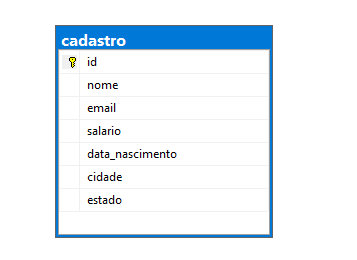 cadastro
id
nome
email
salario
data_nascimento
cidade
estado